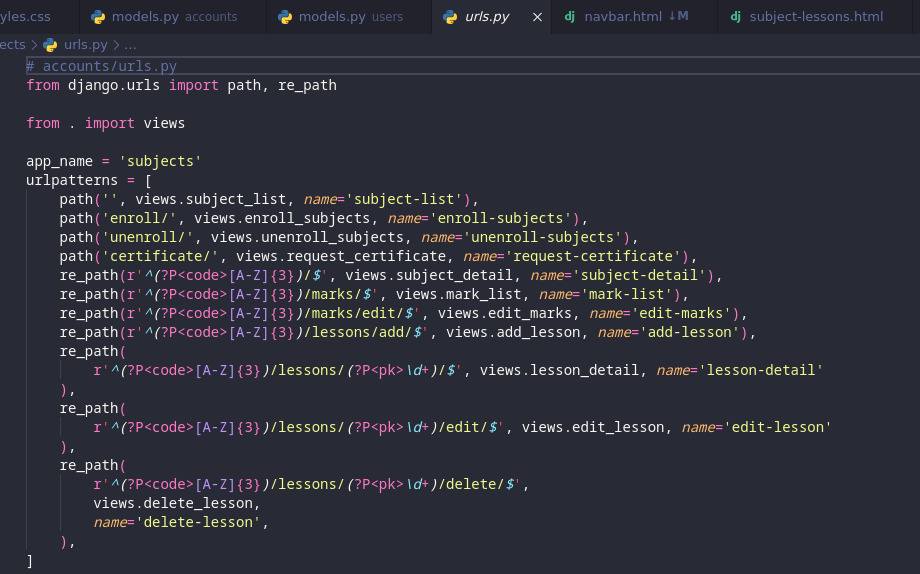 yles.css models.py accounts models.py users urls.py × navbar.html ↓M subject-lessons.html
ects > urls.py > ...
# accounts/urls.py
from django.urls import path, re_path
from . import views
app_name = 'subjects'
urlpatterns = [
path('', views.subject_list, name='subject-list'),
path('enroll/', views.enroll_subjects, name='enroll-subjects'),
path('unenroll/', views.unenroll_subjects, name='unenroll-subjects'),
path('certificate/', views.request_certificate, name='request-certificate'),
re_path(r'^(?P<code>[A-Z]{3})/$', views.subject_detail, name='subject-detail'),
re_path(r'^(?P<code>[A-Z]{3})/marks/$', views.mark_list, name='mark-list'),
re_path(r'^(?P<code>[A-Z]{3})/marks/edit/$', views.edit_marks, name='edit-marks'),
re_path(r'^(?P<code>[A-Z]{3})/lessons/add/$', views.add_lesson, name='add-lesson'),
re_path(
r'^(?P<code>[A-Z]{3})/lessons/(?P<pk>\d+)/$', views.lesson_detail, name='lesson-detail'
),
re_path(
r'^(?P<code>[A-Z]{3})/lessons/(?P<pk>\d+)/edit/$', views.edit_lesson, name='edit-lesson'
),
re_path(
r'^(?P<code>[A-Z]{3})/lessons/(?P<pk>\d+)/delete/$',
views.delete_lesson,
name='delete-lesson',
),
]